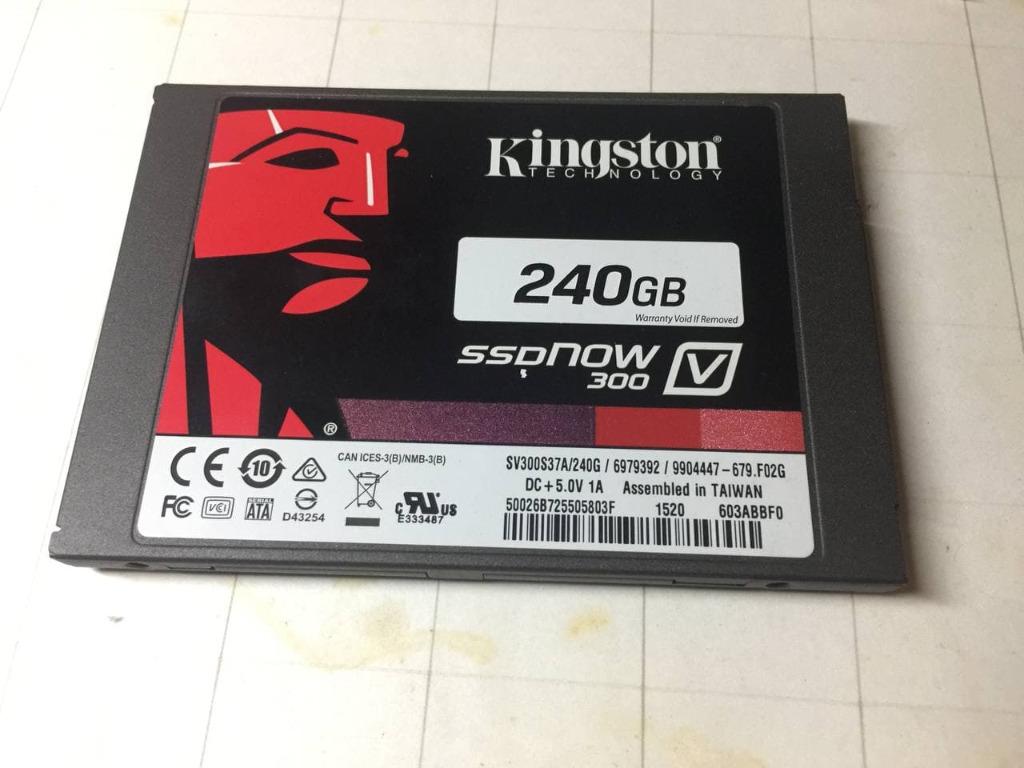 Kingston®
TECHNOLOGY
240GB
Warranty Void If Removed
SSDNOW
300 V
®
CE 10 CAN ICES-3(B)/NMB-3(B)
FC VCI SERIAL ATA D43254 c RU US E333487
SV300S37A/240G / 6979392 / 9904447-679.F02G
DC+5.0V 1A Assembled in TAIWAN
50026B725505803F 1520 603ABBF0